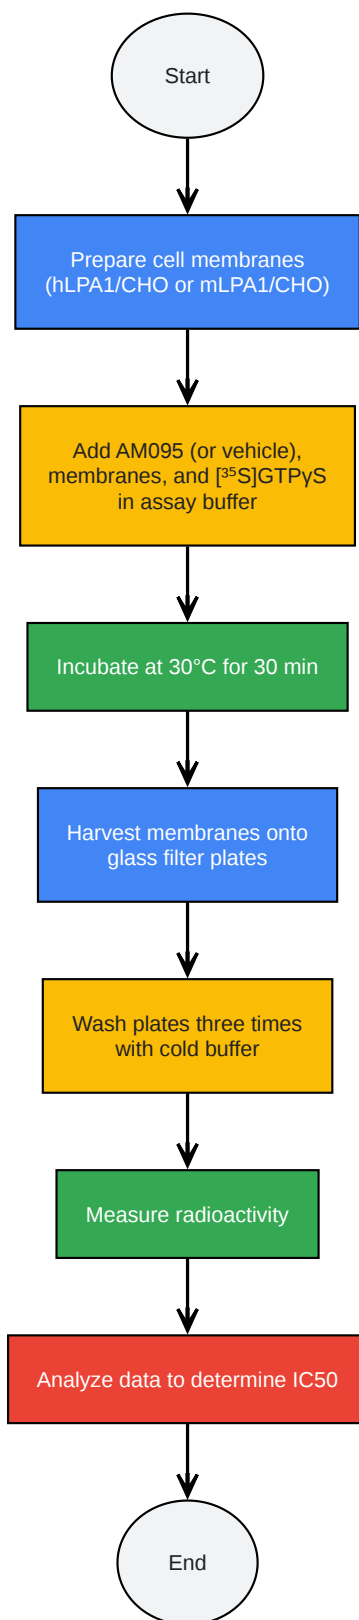 Start
Prepare cell membranes
(hLPA1/CHO or mLPA1/CHO)
Add AM095 (or vehicle),
membranes, and [³⁵S]GTPγS
in assay buffer
Incubate at 30°C for 30 min
Harvest membranes onto
glass filter plates
Wash plates three times
with cold buffer
Measure radioactivity
Analyze data to determine IC50
End